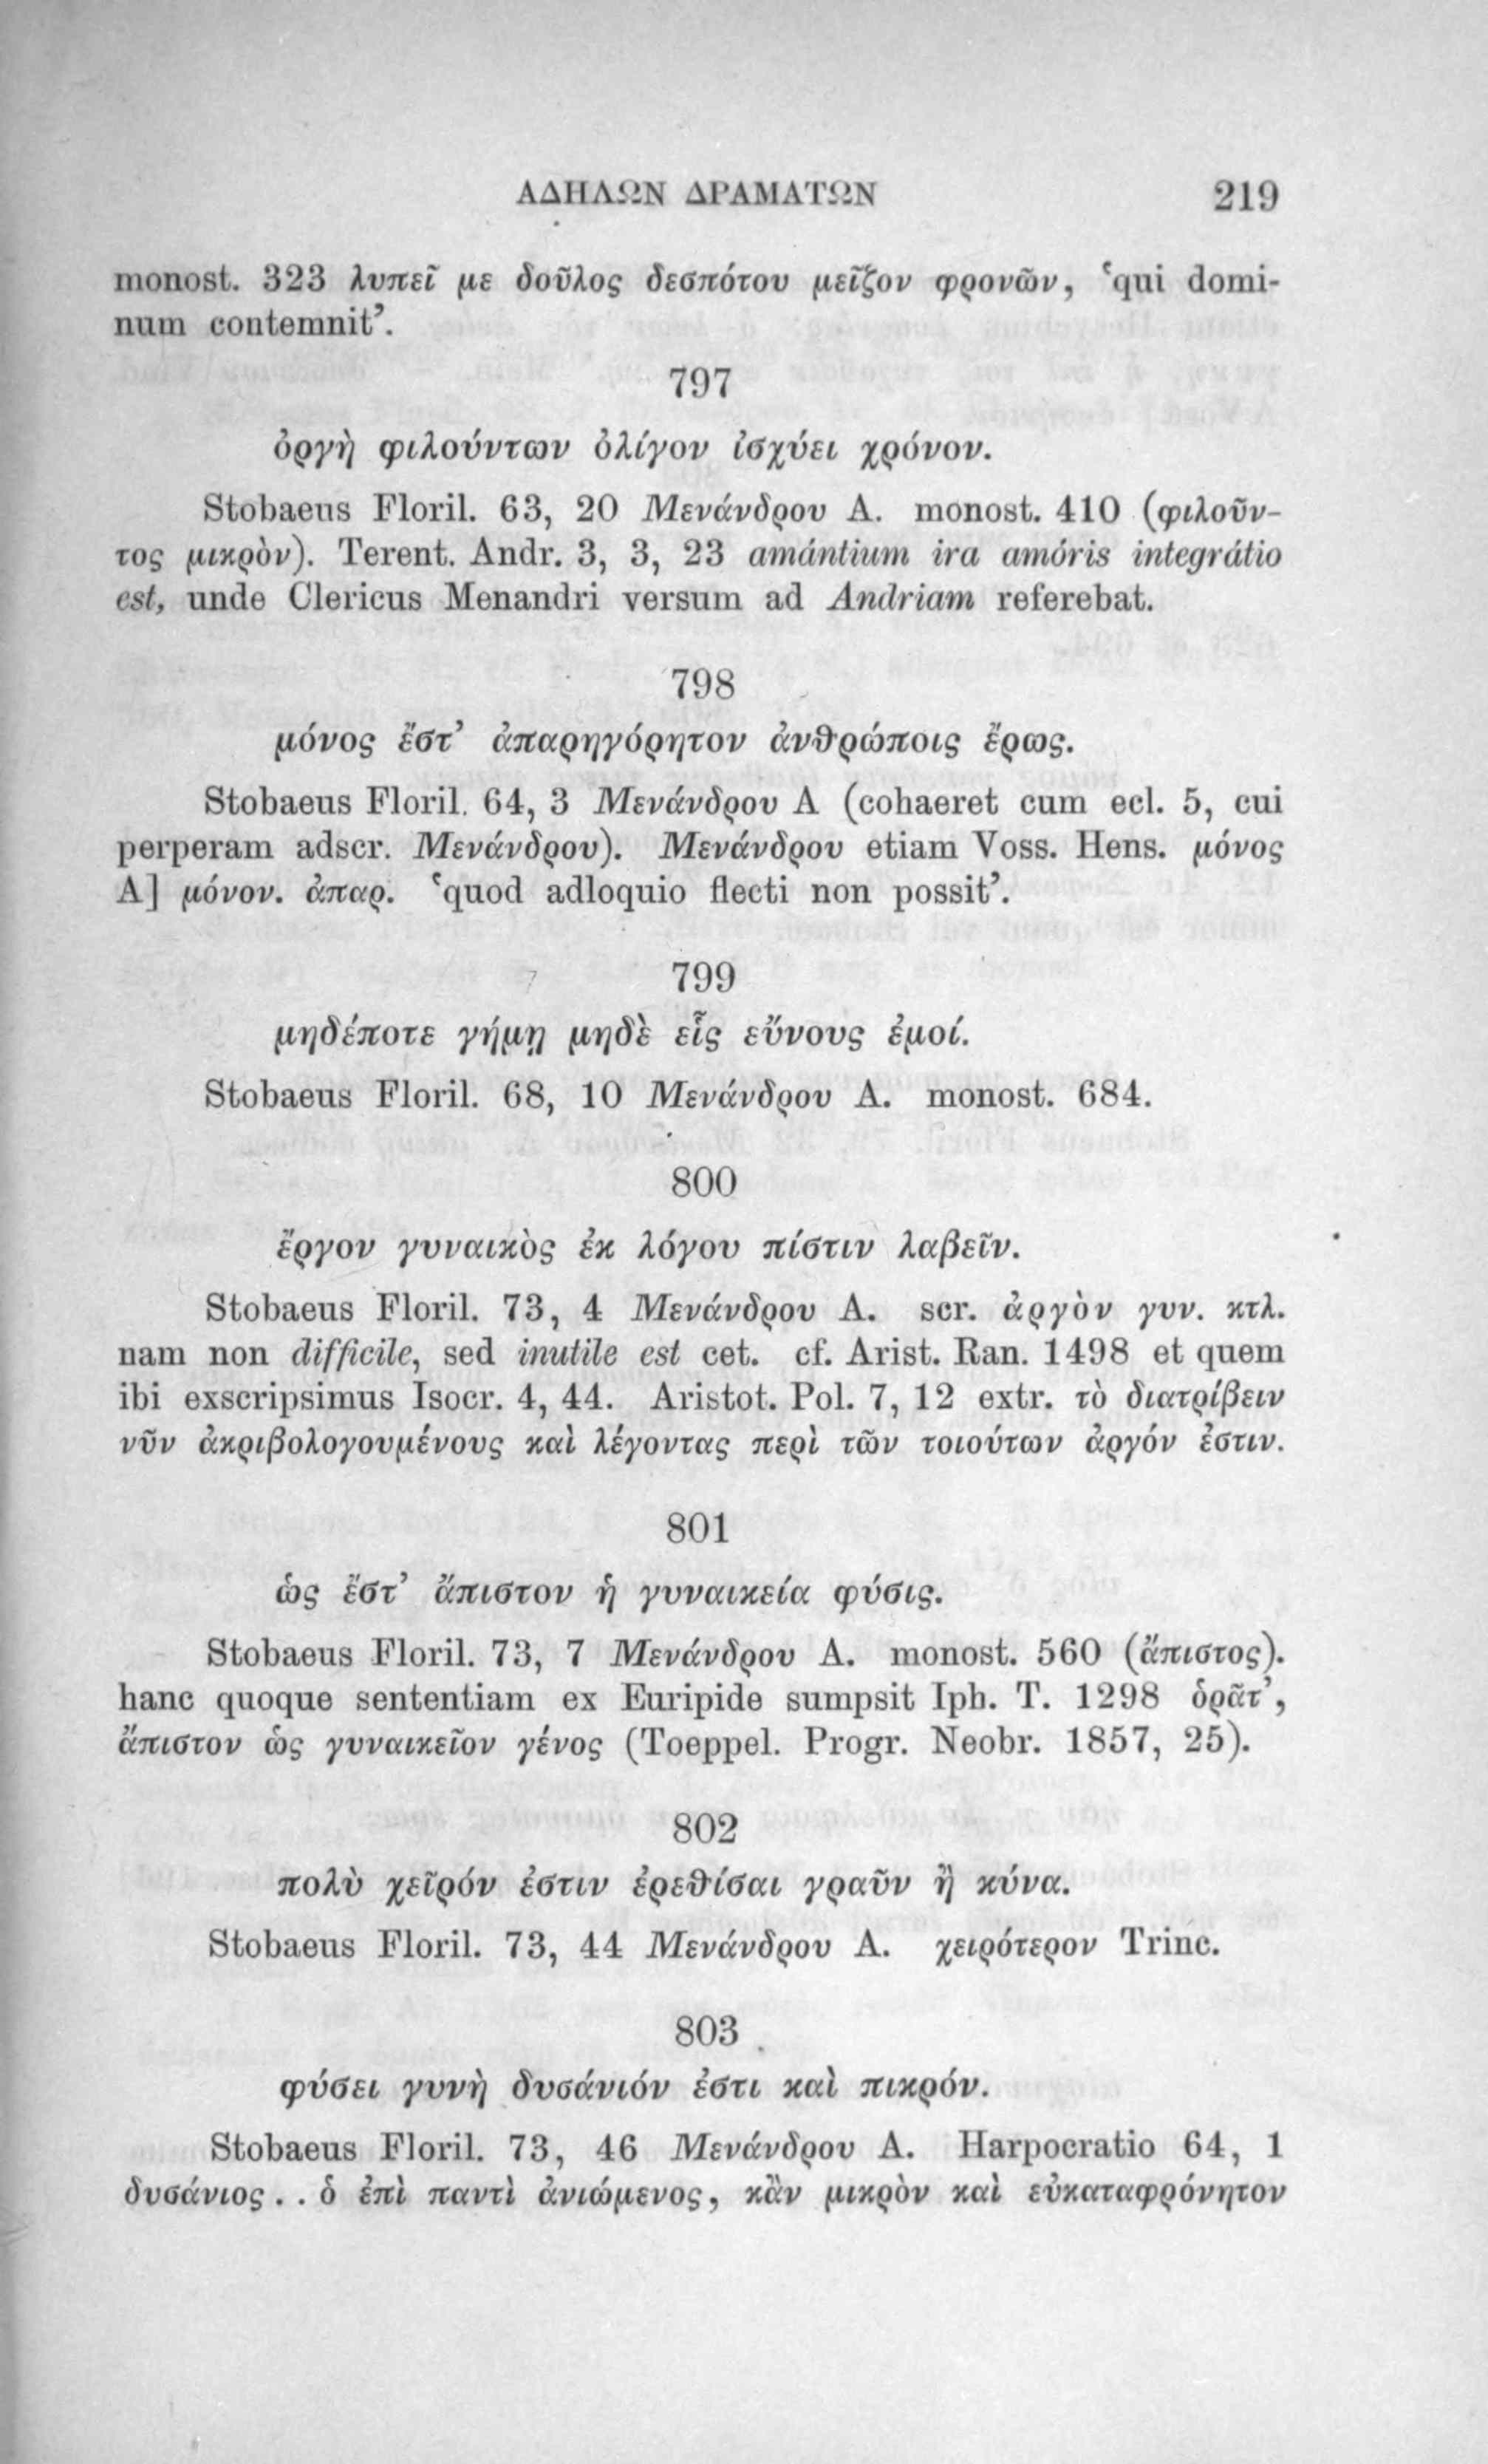 ΑΔΗΛΩΝ ΔΡΑΜΑΤΩΝ 219
monost. 323 λυπεῖ με δοῦλος δεσπότου μεῖζον φρονῶν, ‘qui domi-
num contemnit’.
797
ὀργὴ φιλούντων ὀλίγον ἰσχύει χρόνον.
Stobaeus Floril. 63, 20 Μενάνδρου A. monost. 410 (φιλοῦν-
τος μικρὸν). Terent. Andr. 3, 3, 23 amántium ira amóris integrátio
est, unde Clericus Menandri versum ad Andriam referebat.
798
μόνος ἔστ’ ἀπαρηγόρητον ἀνθρώποις ἔρως.
Stobaeus Floril. 64, 3 Μενάνδρου A (cohaeret cum ecl. 5, cui
perperam adscr. Μενάνδρου). Μενάνδρου etiam Voss. Hens. μόνος
A] μόνον. ἀπαρ. ‘quod adloquio flecti non possit’.
799
μηδέποτε γήμῃ μηδὲ εἷς εὔνους ἐμοί.
Stobaeus Floril. 68, 10 Μενάνδρου A. monost. 684.
800
ἔργον γυναικὸς ἐκ λόγου πίστιν λαβεῖν.
Stobaeus Floril. 73, 4 Μενάνδρου A. scr. ἀργὸν γυν. κτλ.
nam non difficile, sed inutile est cet. cf. Arist. Ran. 1498 et quem
ibi exscripsimus Isocr. 4, 44. Aristot. Pol. 7, 12 extr. τὸ διατρίβειν
νῦν ἀκριβολογουμένους καὶ λέγοντας περὶ τῶν τοιούτων ἀργόν ἐστιν.
801
ὡς ἔστ’ ἄπιστον ἡ γυναικεία φύσις.
Stobaeus Floril. 73, 7 Μενάνδρου A. monost. 560 (ἄπιστος).
hanc quoque sententiam ex Euripide sumpsit Iph. T. 1298 ὁρᾶτ’,
ἄπιστον ὡς γυναικεῖον γένος (Toeppel. Progr. Neobr. 1857, 25).
802
πολὺ χεῖρόν ἐστιν ἐρεθίσαι γραῦν ἢ κύνα.
Stobaeus Floril. 73, 44 Μενάνδρου A. χειρότερον Trinc.
803
φύσει γυνὴ δυσάνιόν ἐστι καὶ πικρόν.
Stobaeus Floril. 73, 46 Μενάνδρου A. Harpocratio 64, 1
δυσάνιος . . ὁ ἐπὶ παντὶ ἀνιώμενος, κἂν μικρὸν καὶ εὐκαταφρόνητον